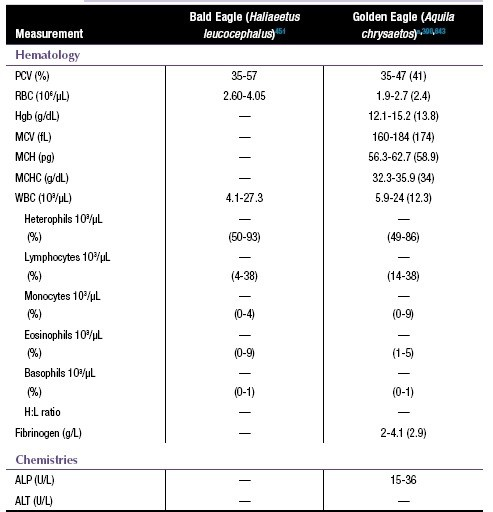 Measurement Bald Eagle (Haliaeetus leucocephalus)451 Golden Eagle (Aquila chrysaetos)
Hematology
PCV (%) 35-57 35-47 (41)
RBC (10⁶/µL) 2.60-4.05 1.9-2.7 (2.4)
Hgb (g/dL) — 12.1-15.2 (13.8)
MCV (fL) — 160-184 (174)
MCH (pg) — 56.3-62.7 (58.9)
MCHC (g/dL) — 32.3-35.9 (34)
WBC (10³/µL) 4.1-27.3 5.9-24 (12.3)
Heterophils 10³/µL — —
(%) (50-93) (49-86)
Lymphocytes 10³/µL — —
(%) (4-38) (14-38)
Monocytes 10³/µL — —
(%) (0-4) (0-9)
Eosinophils 10³/µL — —
(%) (0-9) (1-5)
Basophils 10³/µL — —
(%) (0-1) (0-1)
H:L ratio — —
Fibrinogen (g/L) — 2-4.1 (2.9)
Chemistries
ALP (U/L) — 15-36
ALT (U/L) — —